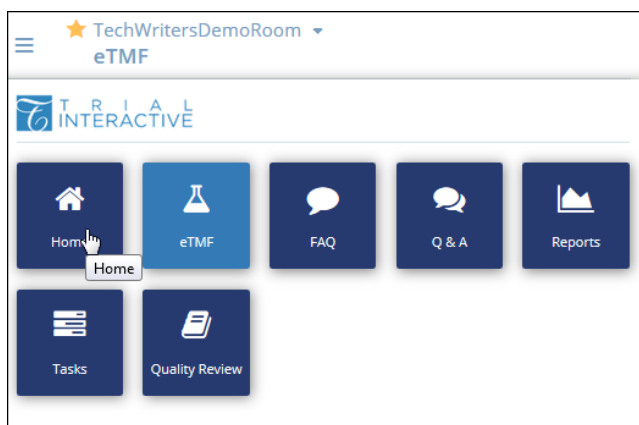 TechWritersDemoRoom
eTMF
TRIAL
INTERACTIVE
Home
eTMF
FAQ
Q & A
Reports
Home
Tasks
Quality Review